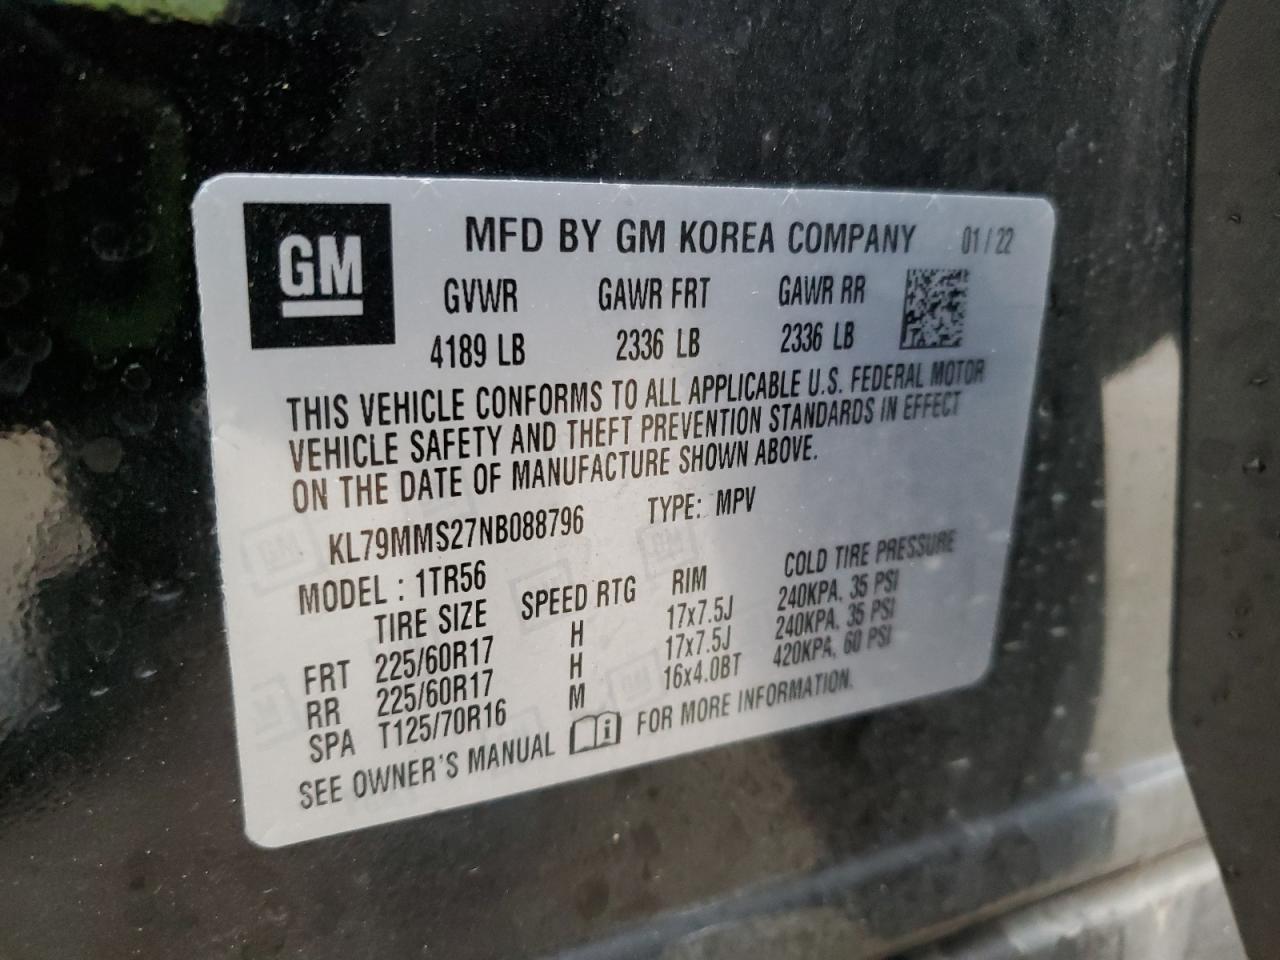 GM
MFD BY GM KOREA COMPANY 01 / 22
GVWR GAWR FRT GAWR RR
4189 LB 2336 LB 2336 LB
THIS VEHICLE CONFORMS TO ALL APPLICABLE U.S. FEDERAL MOTOR
VEHICLE SAFETY AND THEFT PREVENTION STANDARDS IN EFFECT
ON THE DATE OF MANUFACTURE SHOWN ABOVE.
KL79MMS27NB088796 TYPE: MPV
MODEL : 1TR56
TIRE SIZE SPEED RTG RIM COLD TIRE PRESSURE
FRT 225/60R17 H 17x7.5J 240KPA, 35 PSI
RR 225/60R17 H 17x7.5J 240KPA, 35 PSI
SPA T125/70R16 M 16x4.0BT 420KPA, 60 PSI
SEE OWNER'S MANUAL i FOR MORE INFORMATION.